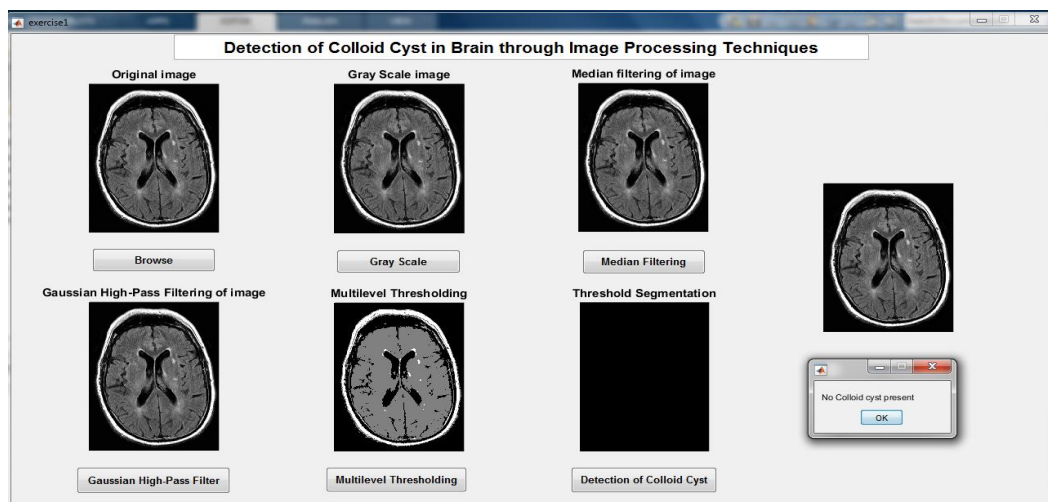 exercise1
Detection of Colloid Cyst in Brain through Image Processing Techniques
Original image
Gray Scale image
Median filtering of image
Browse
Gray Scale
Median Filtering
Gaussian High-Pass Filtering of image
Multilevel Thresholding
Threshold Segmentation
No Colloid cyst present
OK
Gaussian High-Pass Filter
Multilevel Thresholding
Detection of Colloid Cyst